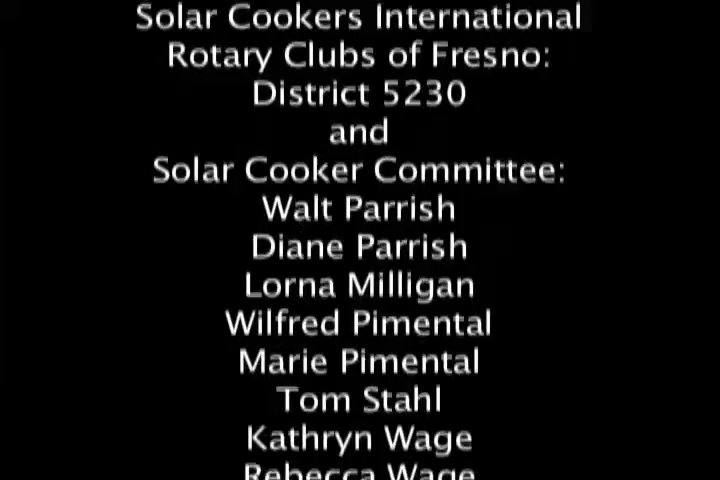 Solar Cookers International
Rotary Clubs of Fresno:
District 5230
and
Solar Cooker Committee:
Walt Parrish
Diane Parrish
Lorna Milligan
Wilfred Pimental
Marie Pimental
Tom Stahl
Kathryn Wage
Rebecca Wage